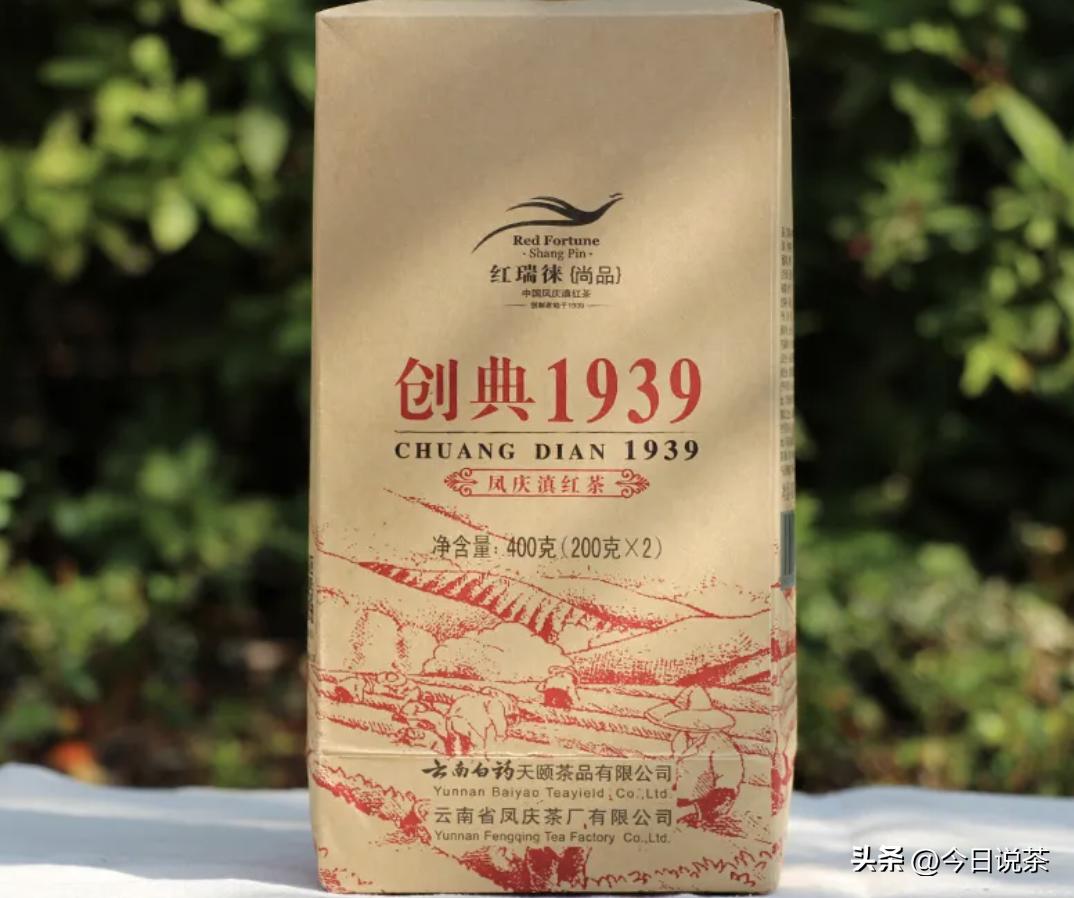 Red Fortune
·Shang Pin·
红瑞徕{尚品}
中国凤庆滇红茶
创典1939
CHUANG DIAN 1939
凤庆滇红茶
净含量：400克(200克×2)
云南白药天颐茶品有限公司
Yunnan Baiyao Teayield Co.,Ltd.
云南省凤庆茶厂有限公司
Yunnan Fengqing Tea Factory Co.,Ltd.
头条 @今日说茶